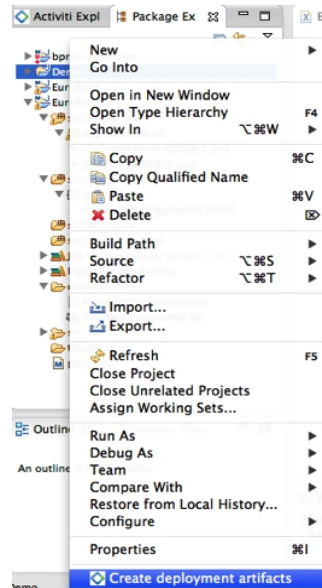 Activiti Expl Package Ex
New
Go Into
Open in New Window
Open Type Hierarchy F4
Show In ⌥⌘W
Copy ⌘C
Copy Qualified Name
Paste ⌘V
Delete ⌦
Build Path
Source ⌥⌘S
Refactor ⌥⌘T
Import...
Export...
Refresh F5
Close Project
Close Unrelated Projects
Assign Working Sets...
Outlin
Run As
Debug As
An outline
Team
Compare With
Restore from Local History...
Configure
Properties ⌘I
Create deployment artifacts